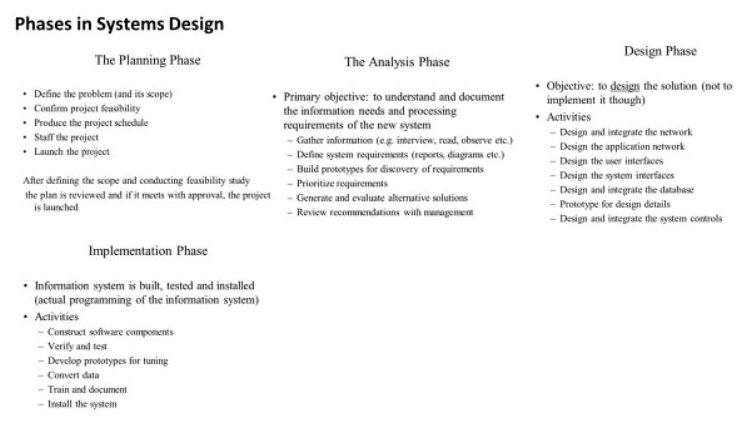 Phases in Systems Design
The Planning Phase
• Define the problem (and its scope)
• Confirm project feasibility
• Produce the project schedule
• Staff the project
• Launch the project
After defining the scope and conducting feasibility study
the plan is reviewed and if it meets with approval, the project
is launched
The Analysis Phase
• Primary objective: to understand and document
the information needs and processing
requirements of the new system
– Gather information (e.g. interview, read, observe etc.)
– Define system requirements (reports, diagrams etc.)
– Build prototypes for discovery of requirements
– Prioritize requirements
– Generate and evaluate alternative solutions
– Review recommendations with management
Design Phase
• Objective: to design the solution (not to
implement it though)
• Activities
– Design and integrate the network
– Design the application network
– Design the user interfaces
– Design the system interfaces
– Design and integrate the database
– Prototype for design details
– Design and integrate the system controls
Implementation Phase
• Information system is built, tested and installed
(actual programming of the information system)
• Activities
– Construct software components
– Verify and test
– Develop prototypes for tuning
– Convert data
– Train and document
– Install the system